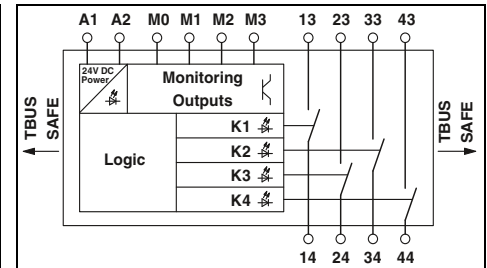 A1 A2 M0 M1 M2 M3 13 23 33 43
24V DC
Power
Monitoring
Outputs
TBUS
SAFE
Logic
K1
K2
K3
K4
TBUS
SAFE
14 24 34 44